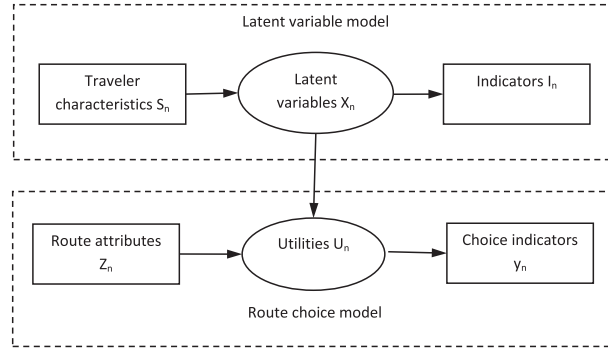 Latent variable model
Traveler
characteristics Sₙ
Latent
variables Xₙ
Indicators Iₙ
Route attributes
Zₙ
Utilities Uₙ
Choice indicators
yₙ
Route choice model